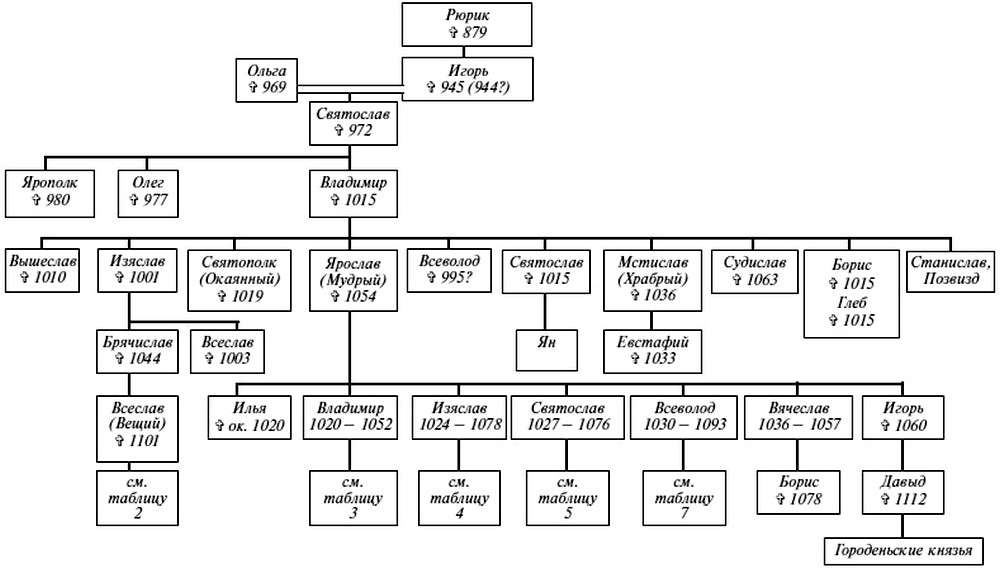 Рюрик
✞ 879
Ольга
✞ 969
Игорь
✞ 945 (944?)
Святослав
✞ 972
Ярополк
✞ 980
Олег
✞ 977
Владимир
✞ 1015
Вышеслав
✞ 1010
Изяслав
✞ 1001
Святополк
(Окаянный)
✞ 1019
Ярослав
(Мудрый)
✞ 1054
Всеволод
✞ 995?
Святослав
✞ 1015
Мстислав
(Храбрый)
✞ 1036
Судислав
✞ 1063
Борис
✞ 1015
Глеб
✞ 1015
Станислав,
Позвизд
Брячислав
✞ 1044
Всеслав
✞ 1003
Ян
Евстафий
✞ 1033
Всеслав
(Вещий)
✞ 1101
Илья
✞ ок. 1020
Владимир
1020 – 1052
Изяслав
1024 – 1078
Святослав
1027 – 1076
Всеволод
1030 – 1093
Вячеслав
1036 – 1057
Игорь
✞ 1060
см.
таблицу
2
см.
таблицу
3
см.
таблицу
4
см.
таблицу
5
см.
таблицу
7
Борис
✞ 1078
Давыд
✞ 1112
Городеньские князья